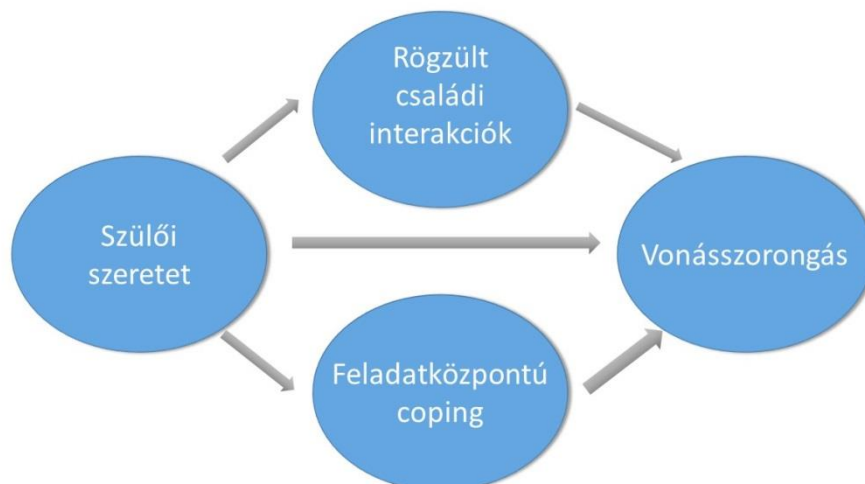 Rögzült
családi
interakciók
Szülői
szeretet
Vonásszorongás
Feladatközpontú
coping